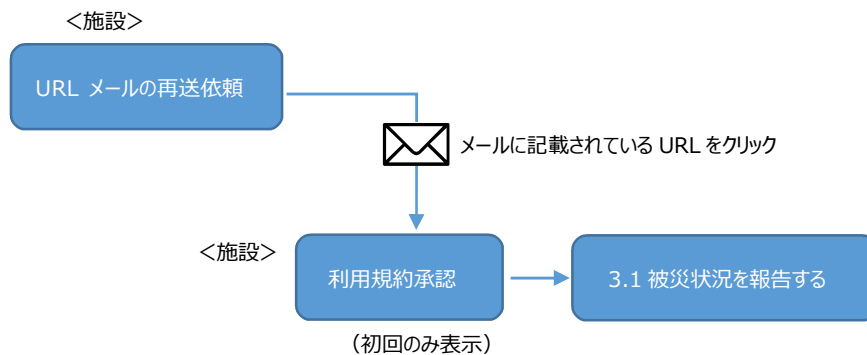 ＜施設＞
URL メールの再送依頼
メールに記載されている URL をクリック
＜施設＞
利用規約承認
3.1 被災状況を報告する
（初回のみ表示）